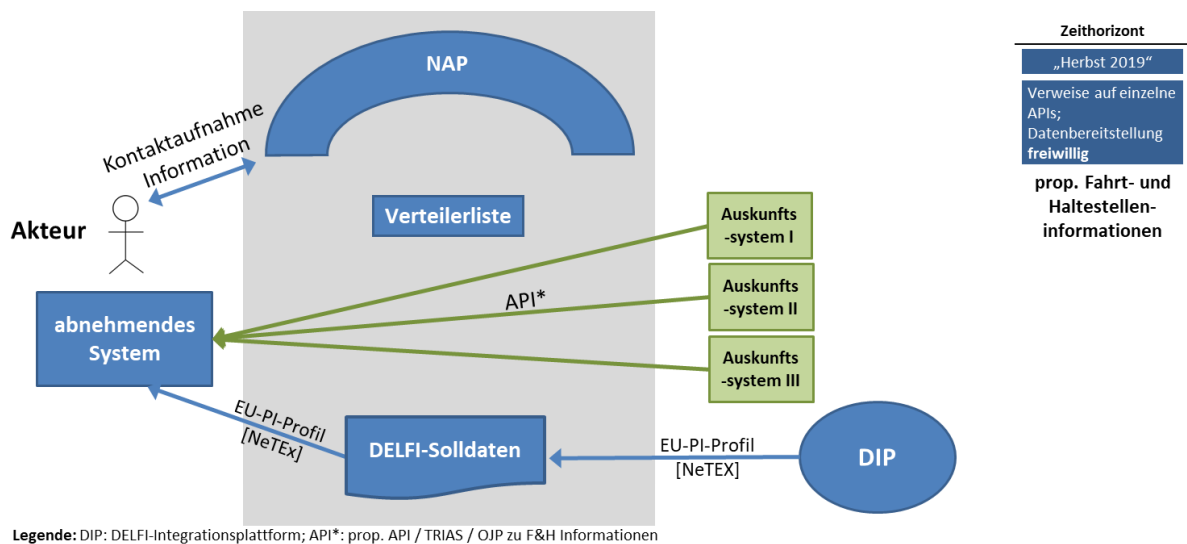 NAP
Zeithorizont
„Herbst 2019“
Verweise auf einzelne
APIs;
Datenbereitstellung
freiwillig
prop. Fahrt- und
Haltestellen-
informationen
Kontaktaufnahme
Information
Akteur
Verteilerliste
Auskunfts
-system I
API*
Auskunfts
-system II
Auskunfts
-system III
abnehmendes
System
EU-PI-Profil
[NeTEx]
DELFI-Solldaten
EU-PI-Profil
[NeTEX]
DIP
Legende: DIP: DELFI-Integrationsplattform; API*: prop. API / TRIAS / OJP zu F&H Informationen